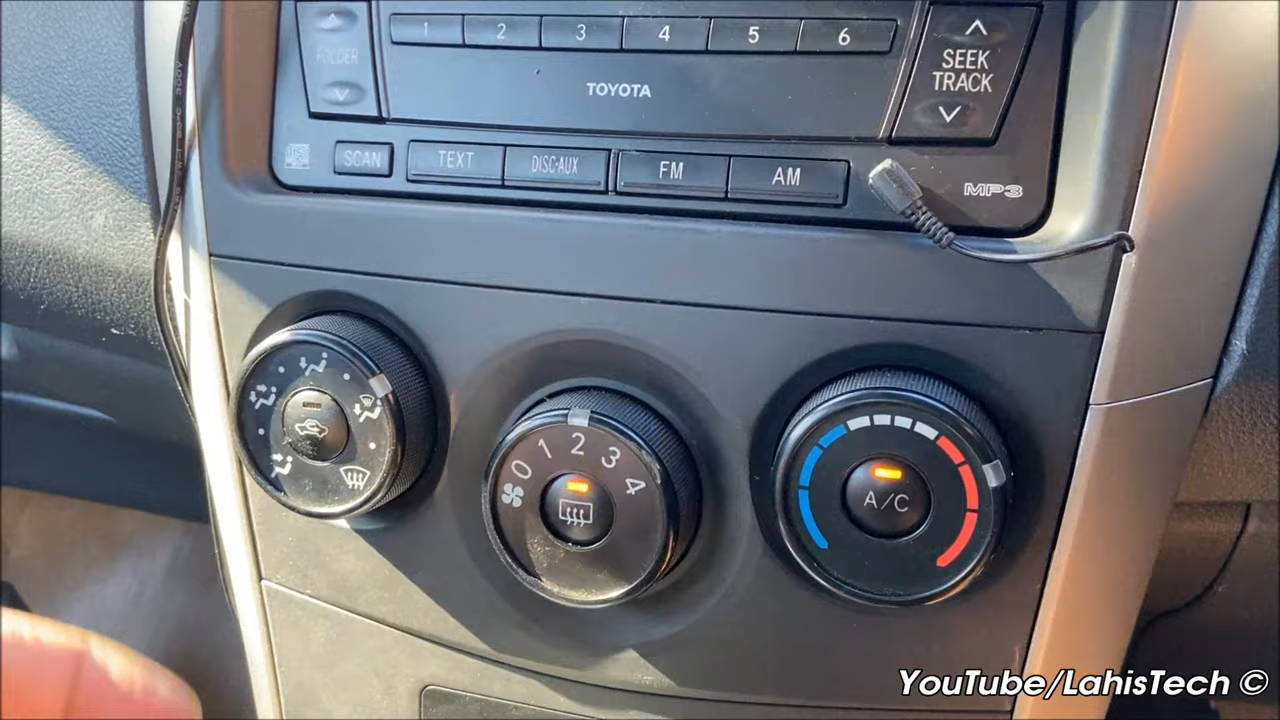 1 2 3 4 5 6
FOLDER
SEEK
TRACK
TOYOTA
SCAN TEXT DISC·AUX FM AM
MP3
0 1 2 3 4
A/C
YouTube/LahisTech ©